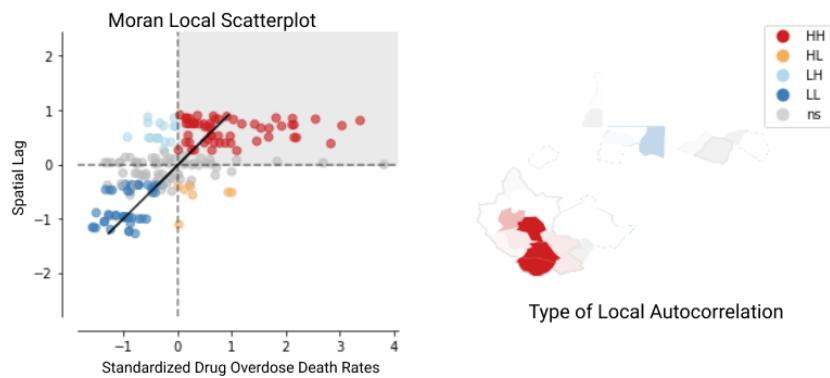 Moran Local Scatterplot
2
1
0
−1
−2
Spatial Lag
−1 0 1 2 3 4
Standardized Drug Overdose Death Rates
HH
HL
LH
LL
ns
Type of Local Autocorrelation